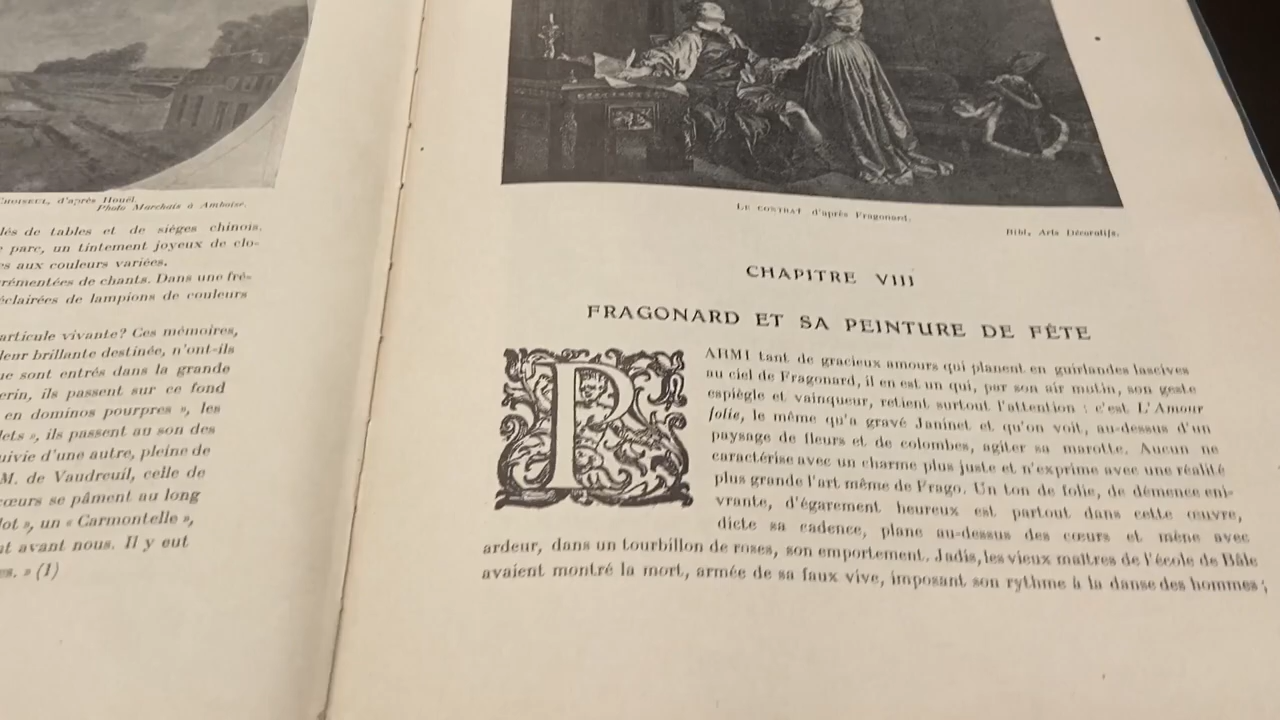 CHOISEUL, d'après Houël.
Photo Marchais à Amboise.
lés de tables et de sièges chinois.
parc, un tintement joyeux de clo-
es aux couleurs variées.
rémentées de chants. Dans une fré-
éclairées de lampions de couleurs
articule vivante? Ces mémoires,
leur brillante destinée, n'ont-ils
ne sont entrés dans la grande
erin, ils passent sur ce fond
en dominos pourpres », les
lets », ils passent au son des
uivie d'une autre, pleine de
M. de Vaudreuil, celle de
cœurs se pâment au long
lot », un « Carmontelle »,
nt avant nous. Il y eut
es. » (1)
LE CONTRAT d'après Fragonard.
Bibl. Arts Décoratifs.
CHAPITRE VIII
FRAGONARD ET SA PEINTURE DE FÊTE
PARMI tant de gracieux amours qui planent en guirlandes lascives
au ciel de Fragonard, il en est un qui, par son air mutin, son geste
espiègle et vainqueur, retient surtout l'attention : c'est L'Amour
folie, le même qu'a gravé Janinet et qu'on voit, au-dessus d'un
paysage de fleurs et de colombes, agiter sa marotte. Aucun ne
caractérise avec un charme plus juste et n'exprime avec une réalité
plus grande l'art même de Frago. Un ton de folie, de démence eni-
vrante, d'égarement heureux est partout dans cette œuvre,
dicte sa cadence, plane au-dessus des cœurs et mène avec
ardeur, dans un tourbillon de roses, son emportement. Jadis, les vieux maîtres de l'école de Bâle
avaient montré la mort, armée de sa faux vive, imposant son rythme à la danse des hommes ;